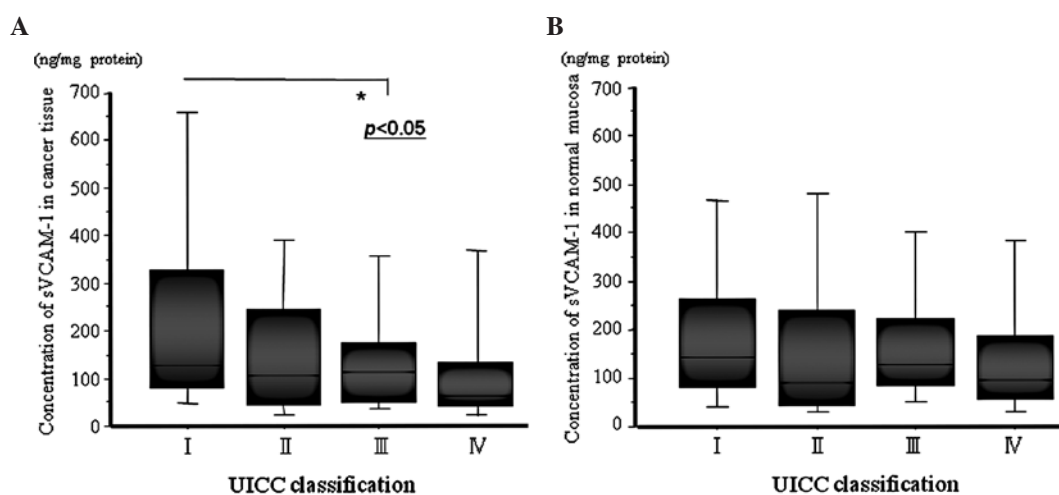 A
(ng/mg protein)
Concentration of sVCAM-1 in cancer tissue
700
600
500
400
300
200
100
0
*
p<0.05
I
II
III
IV
UICC classification
B
(ng/mg protein)
Concentration of sVCAM-1 in normal mucosa
700
600
500
400
300
200
100
0
I
II
III
IV
UICC classification